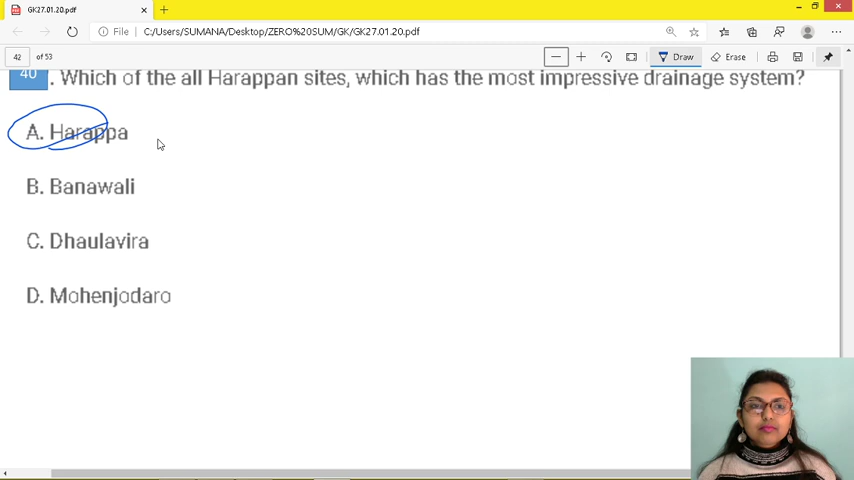 GK27.01.20.pdf
File C:/Users/SUMANA/Desktop/ZERO%20SUM/GK/GK27.01.20.pdf
42 of 53 Draw Erase
40 . Which of the all Harappan sites, which has the most impressive drainage system?
A. Harappa
B. Banawali
C. Dhaulavira
D. Mohenjodaro